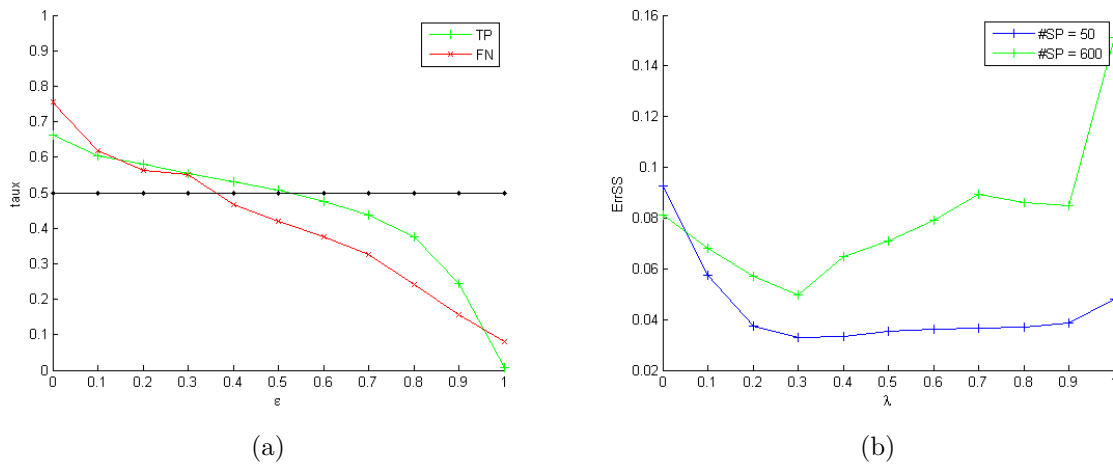 1
0.9
0.8
0.7
0.6
0.5
0.4
0.3
0.2
0.1
0
taux
0 0.1 0.2 0.3 0.4 0.5 0.6 0.7 0.8 0.9 1
ε
TP
FN
(a)
0.16
0.14
0.12
0.1
0.08
0.06
0.04
0.02
ErrSS
0 0.1 0.2 0.3 0.4 0.5 0.6 0.7 0.8 0.9 1
λ
#SP = 50
#SP = 600
(b)